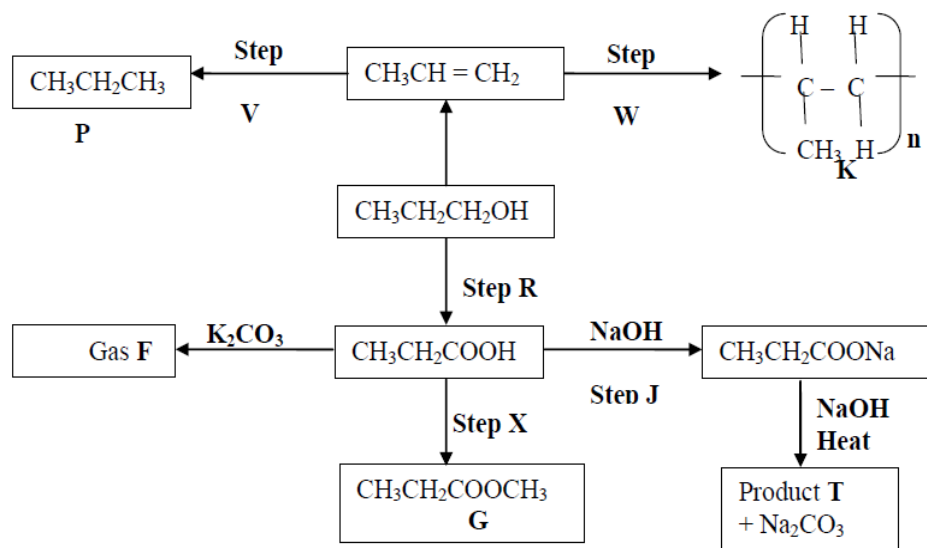 Step
Step
CH₃CH₂CH₃
CH₃CH = CH₂
P
V
W
H H
C – C
CH₃ H
n
K
CH₃CH₂CH₂OH
Step R
Gas F
K₂CO₃
CH₃CH₂COOH
NaOH
CH₃CH₂COONa
Step J
Step X
NaOH
Heat
CH₃CH₂COOCH₃
G
Product T
+ Na₂CO₃